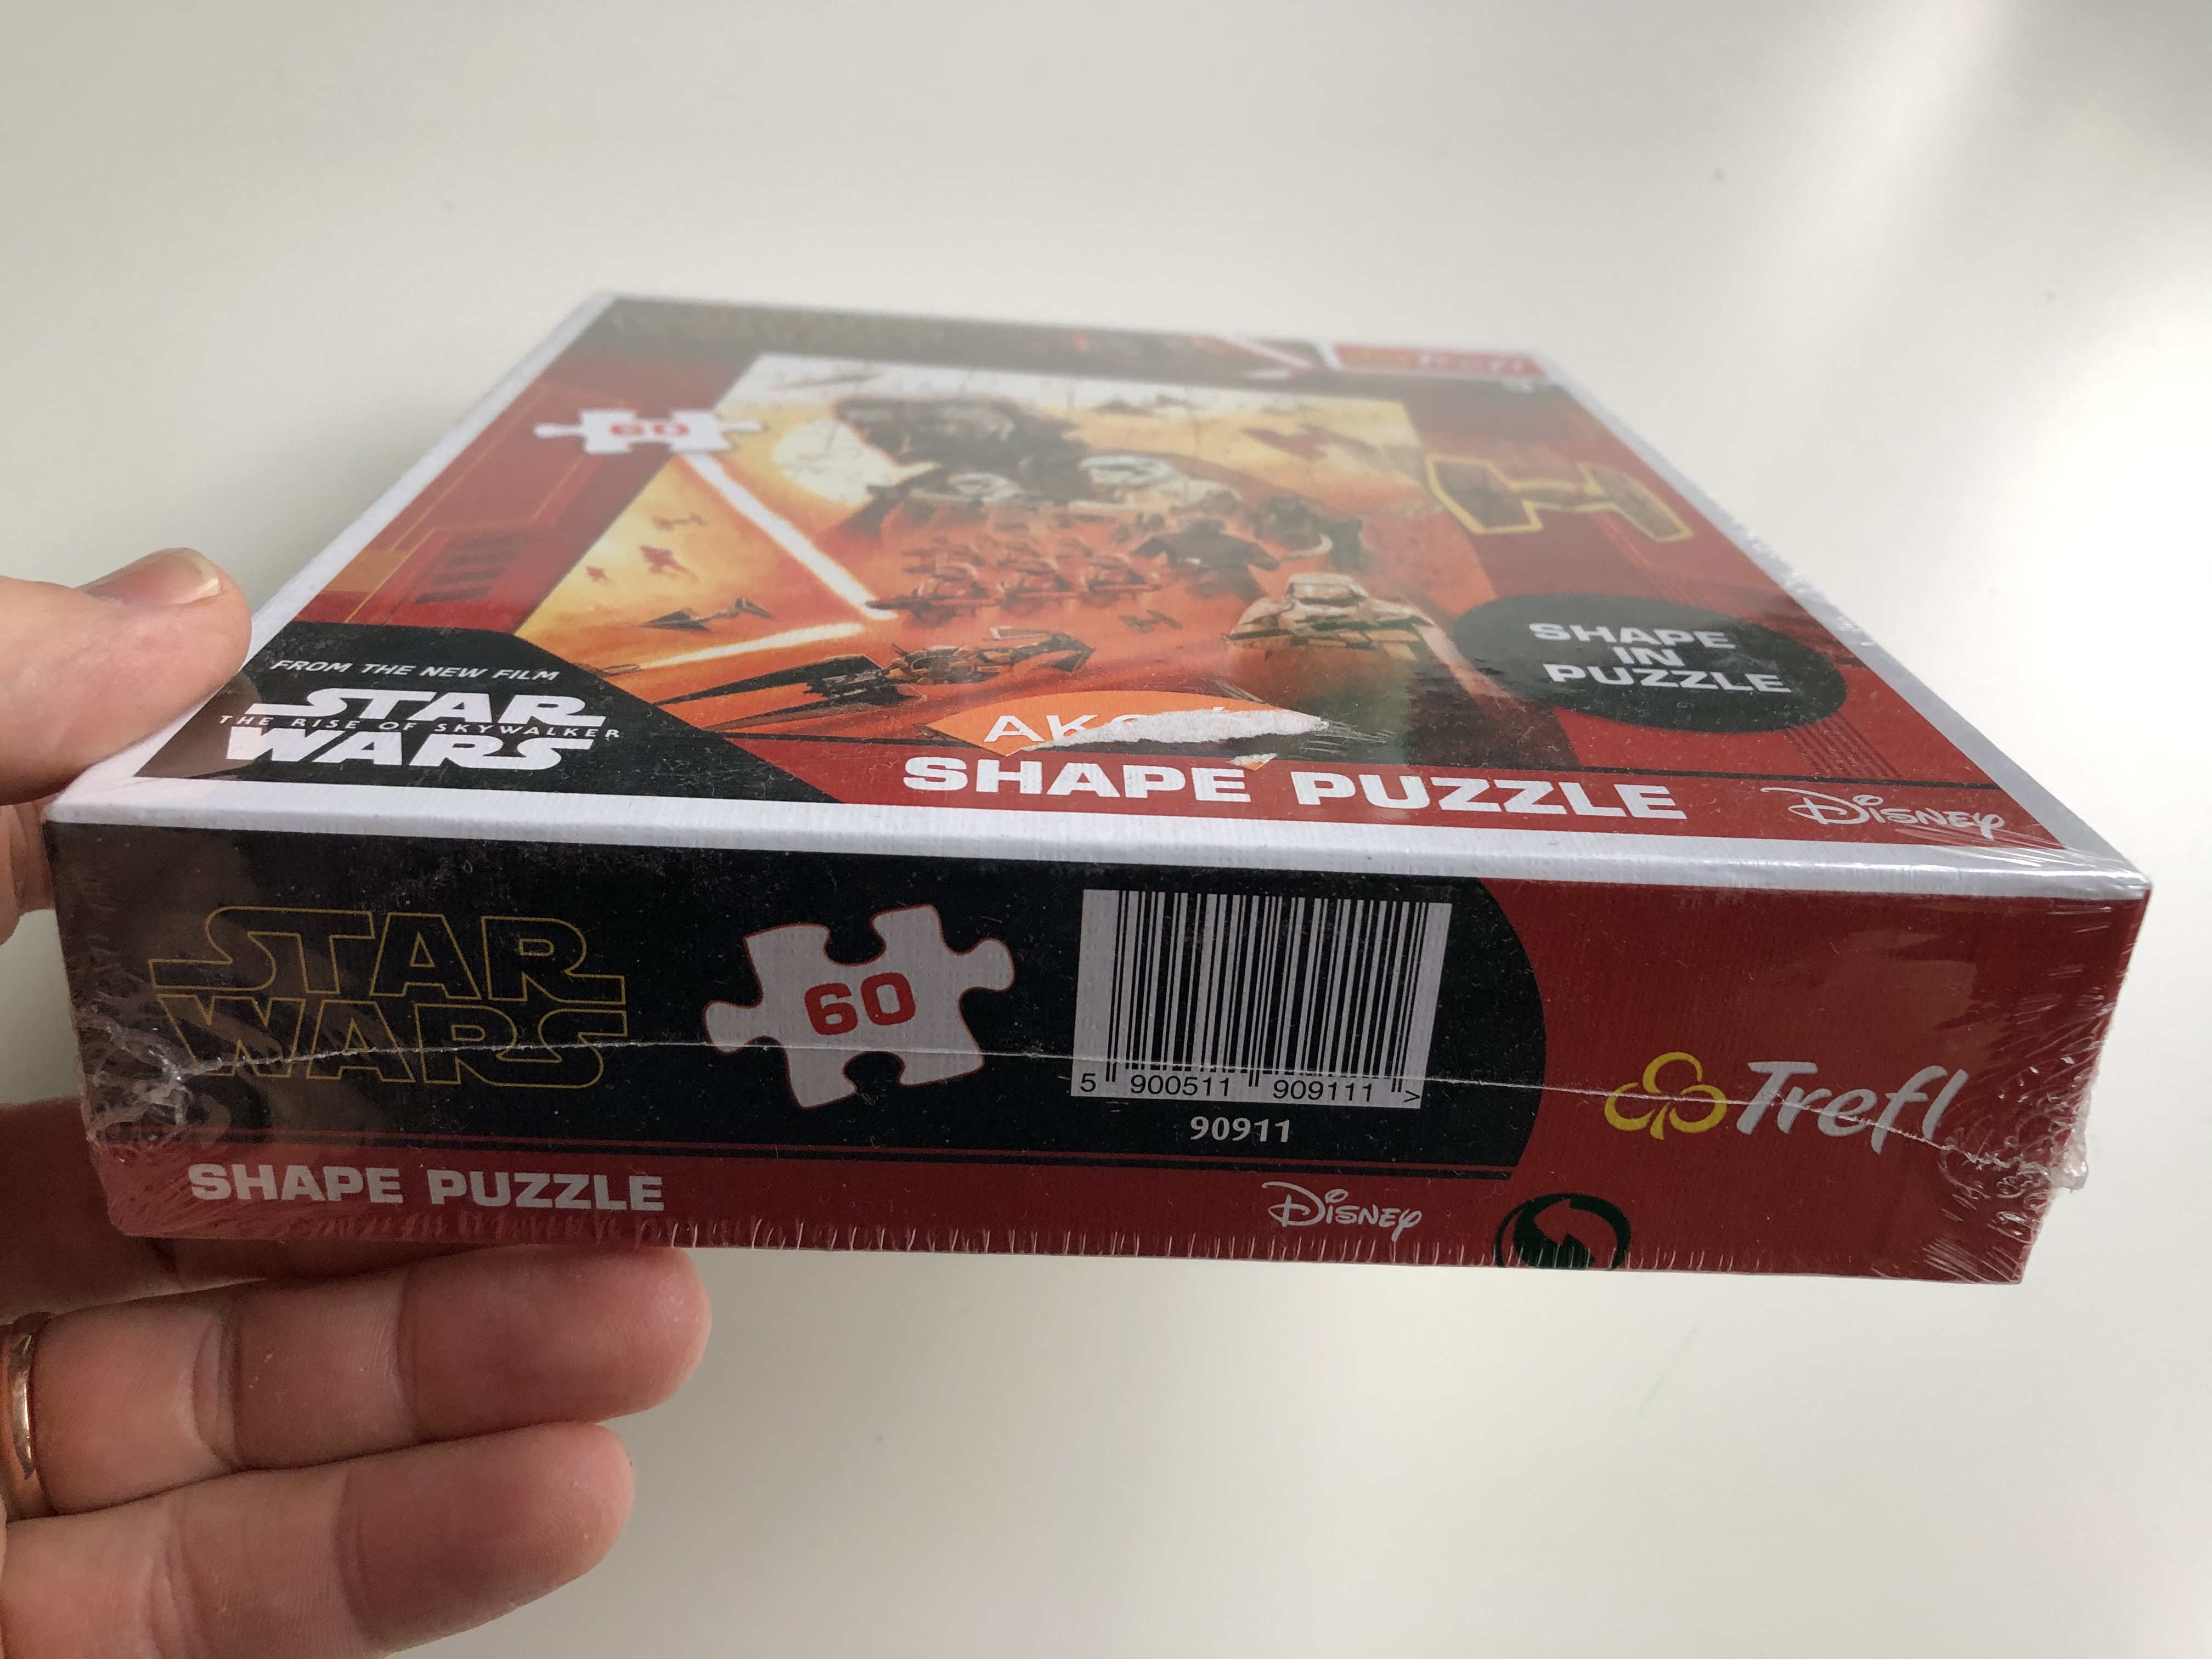 Trefl
60
SHAPE
IN
PUZZLE
FROM THE NEW FILM
STAR
THE RISE OF SKYWALKER
WARS
SHAPE PUZZLE
Disney
STAR
WARS
60
5 900511 909111 >
90911
Trefl
SHAPE PUZZLE
Disney